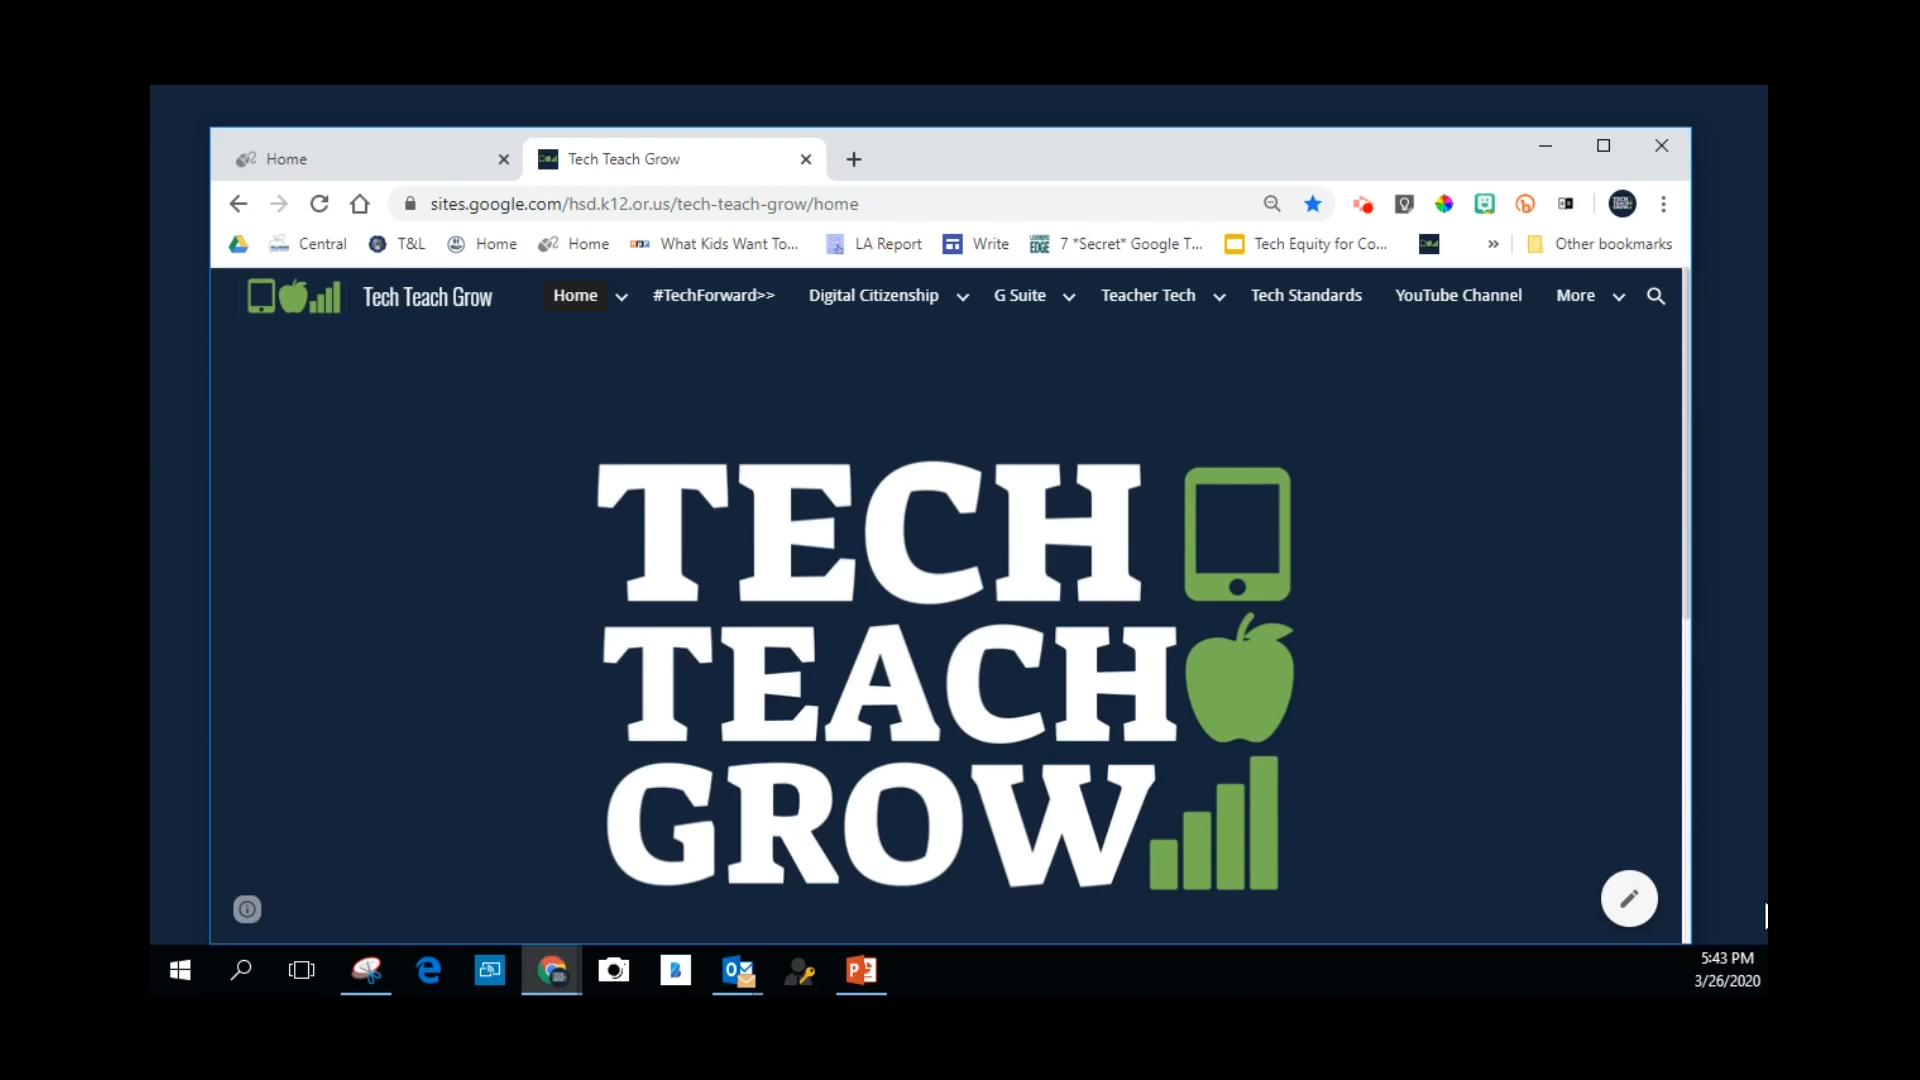 Home
Tech Teach Grow
sites.google.com/hsd.k12.or.us/tech-teach-grow/home
Central T&L Home Home What Kids Want To... LA Report Write LEARNERS EDGE 7 *Secret* Google T... Tech Equity for Co... » Other bookmarks
Tech Teach Grow Home #TechForward>> Digital Citizenship G Suite Teacher Tech Tech Standards YouTube Channel More
TECH
TEACH
GROW
5:43 PM
3/26/2020